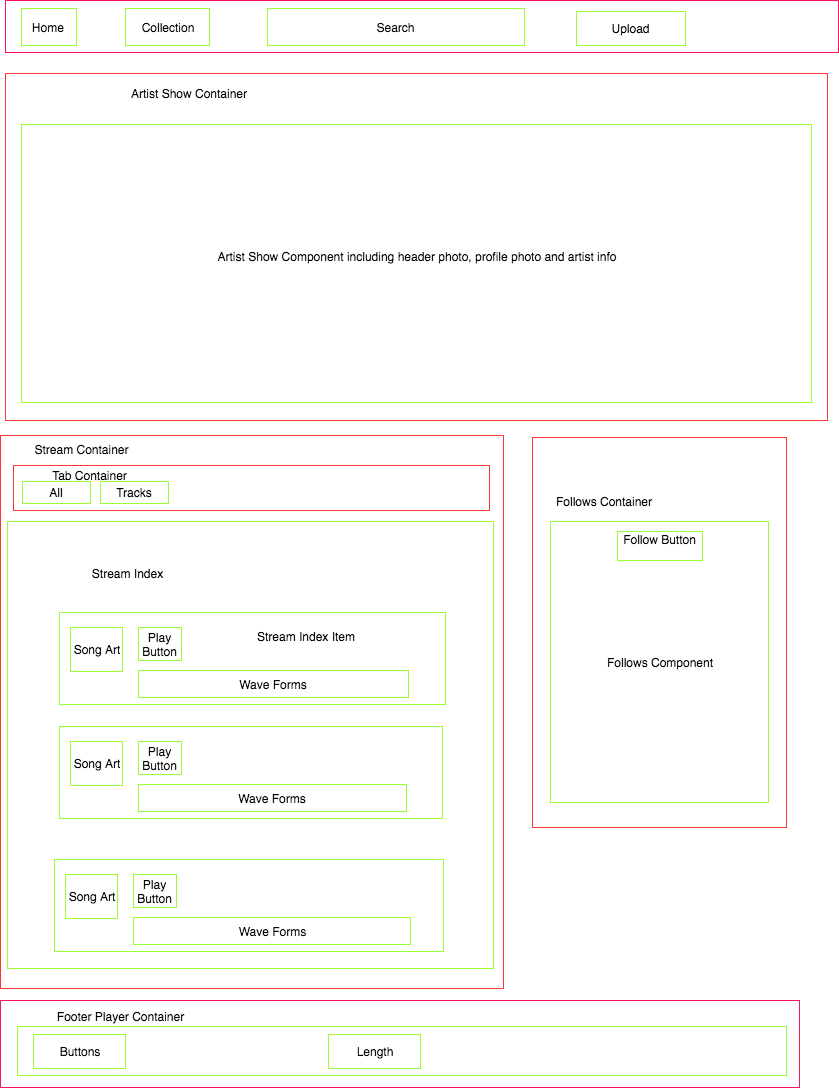 Home
Collection
Search
Upload
Artist Show Container
Artist Show Component including header photo, profile photo and artist info
Stream Container
Tab Container
All
Tracks
Stream Index
Song Art
Play
Button
Stream Index Item
Wave Forms
Song Art
Play
Button
Wave Forms
Song Art
Play
Button
Wave Forms
Follows Container
Follow Button
Follows Component
Footer Player Container
Buttons
Length